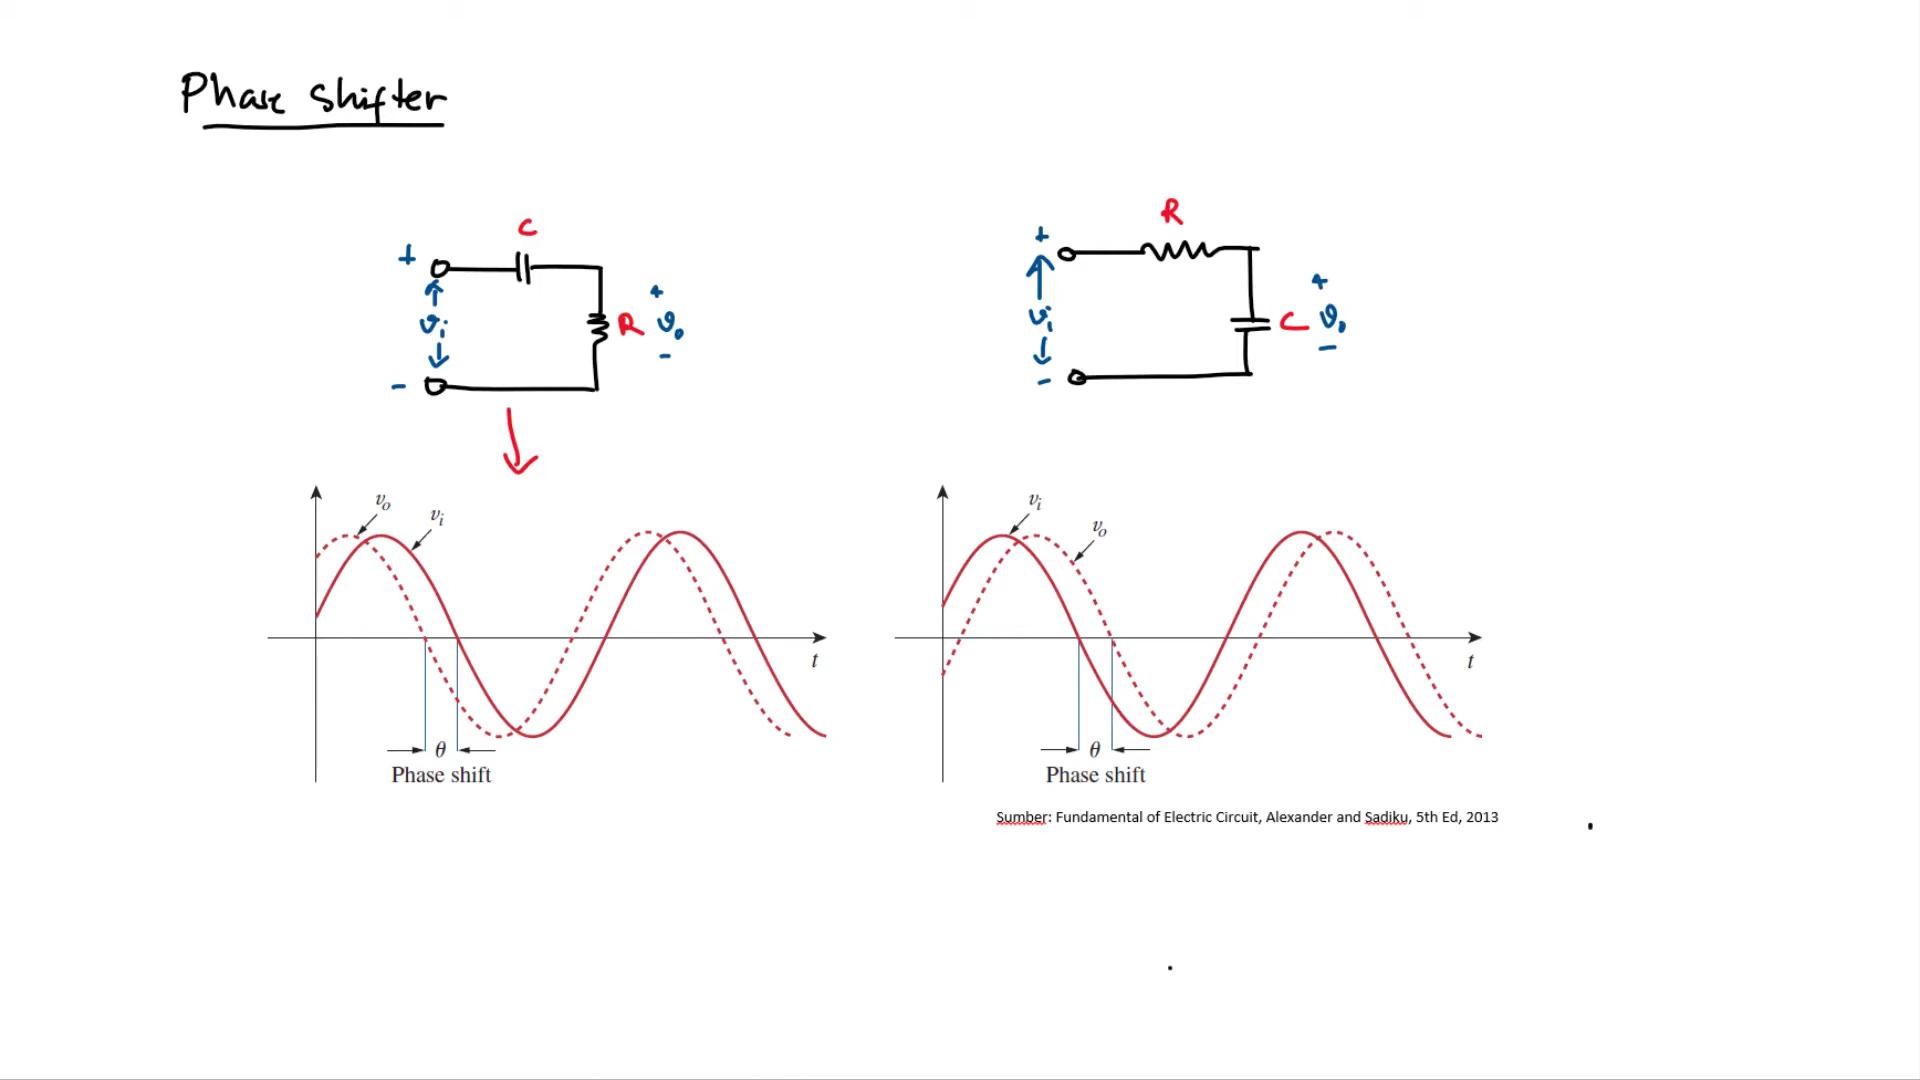 Phase Shifter
C
+
vi
-
R
+
vo
-
R
+
vi
-
C
+
vo
-
vo
vi
t
θ
Phase shift
vi
vo
t
θ
Phase shift
Sumber: Fundamental of Electric Circuit, Alexander and Sadiku, 5th Ed, 2013